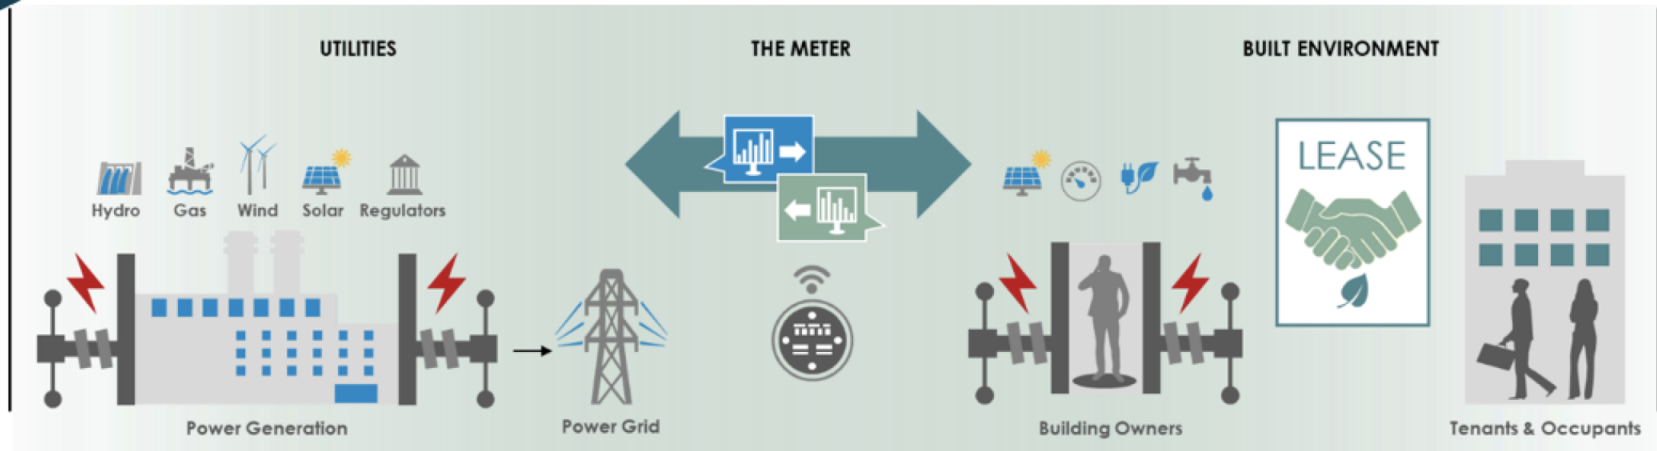 UTILITIES
THE METER
BUILT ENVIRONMENT
LEASE
Hydro
Gas
Wind
Solar
Regulators
Power Generation
Power Grid
Building Owners
Tenants & Occupants